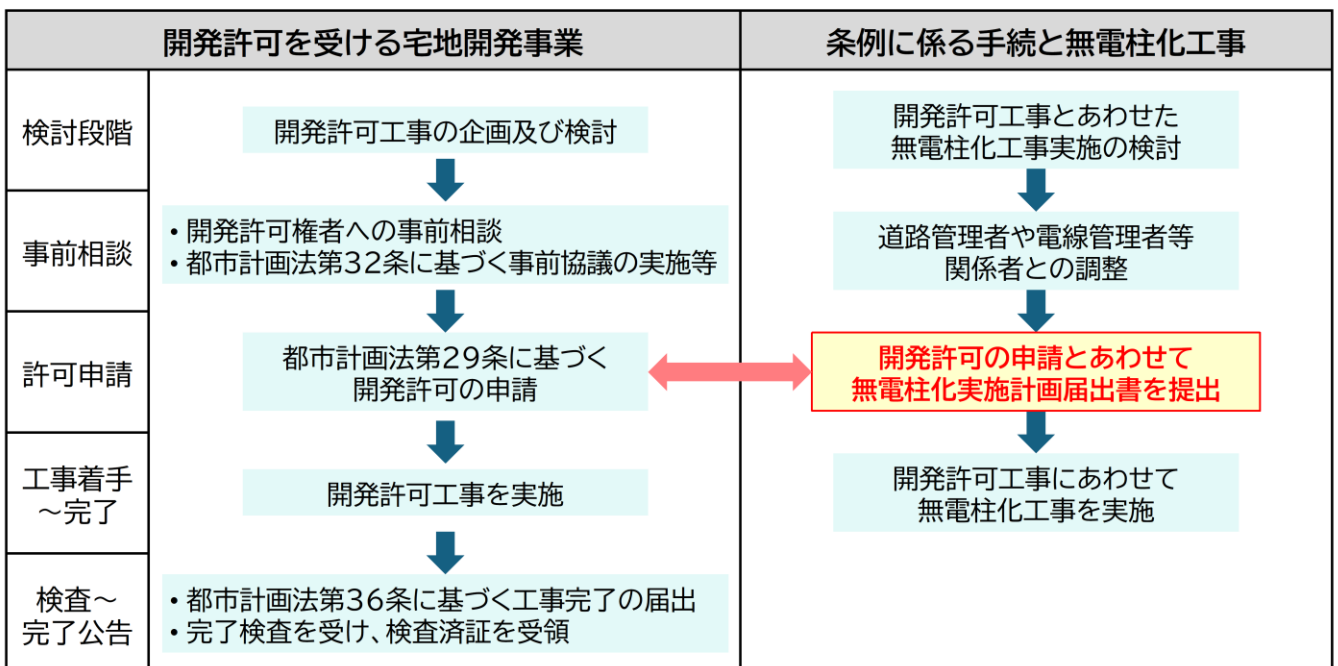 開発許可を受ける宅地開発事業
条例に係る手続と無電柱化工事
検討段階
開発許可工事の企画及び検討
開発許可工事とあわせた
無電柱化工事実施の検討
事前相談
・開発許可権者への事前相談
・都市計画法第32条に基づく事前協議の実施等
道路管理者や電線管理者等
関係者との調整
許可申請
都市計画法第29条に基づく
開発許可の申請
開発許可の申請とあわせて
無電柱化実施計画届出書を提出
工事着手
～完了
開発許可工事を実施
開発許可工事にあわせて
無電柱化工事を実施
検査～
完了公告
・都市計画法第36条に基づく工事完了の届出
・完了検査を受け、検査済証を受領